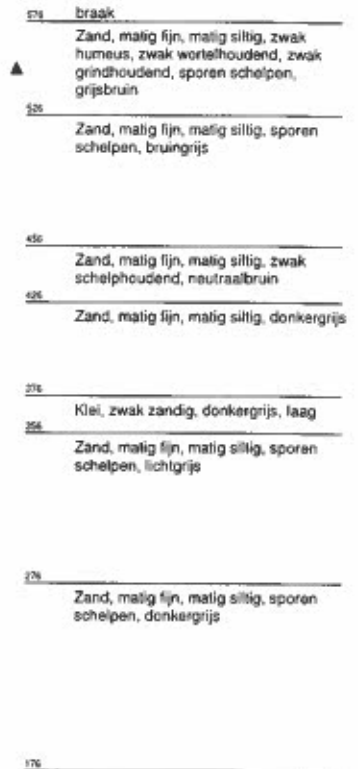 576 braak
Zand, matig fijn, matig siltig, zwak
humeus, zwak wortelhoudend, zwak
grindhoudend, sporen schelpen,
grijsbruin
526
Zand, matig fijn, matig siltig, sporen
schelpen, bruingrijs
456
Zand, matig fijn, matig siltig, zwak
schelphoudend, neutraalbruin
426
Zand, matig fijn, matig siltig, donkergrijs
376
Klei, zwak zandig, donkergrijs, laag
356
Zand, matig fijn, matig siltig, sporen
schelpen, lichtgrijs
276
Zand, matig fijn, matig siltig, sporen
schelpen, donkergrijs
176